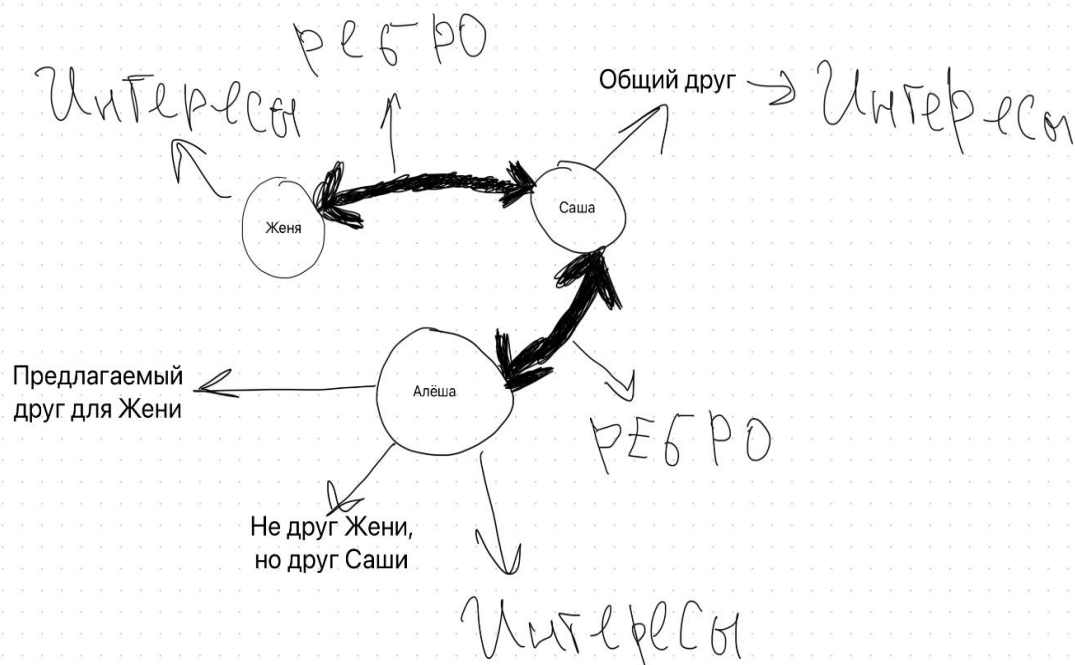 ребро
Интересы
Общий друг
Интересы
Женя
Саша
Предлагаемый
друг для Жени
Алёша
рЕбРО
Не друг Жени,
но друг Саши
Интересы